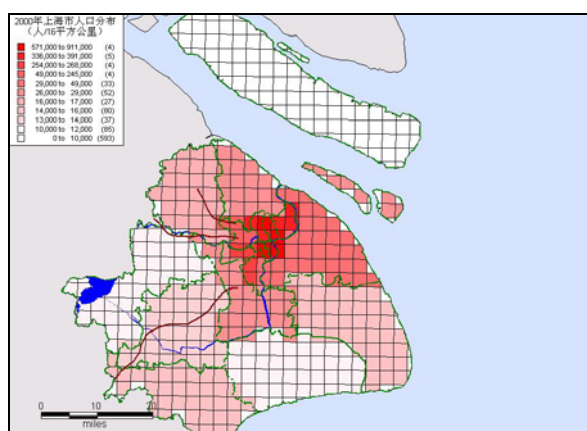 2000年上海市人口分布
（人/16平方公里）
571,000 to 911,000 (4)
336,000 to 391,000 (5)
254,000 to 268,000 (4)
49,000 to 245,000 (4)
29,000 to 49,000 (33)
26,000 to 29,000 (52)
16,000 to 17,000 (27)
14,000 to 16,000 (80)
13,000 to 14,000 (37)
10,000 to 12,000 (85)
0 to 10,000 (593)
0 10 20
miles